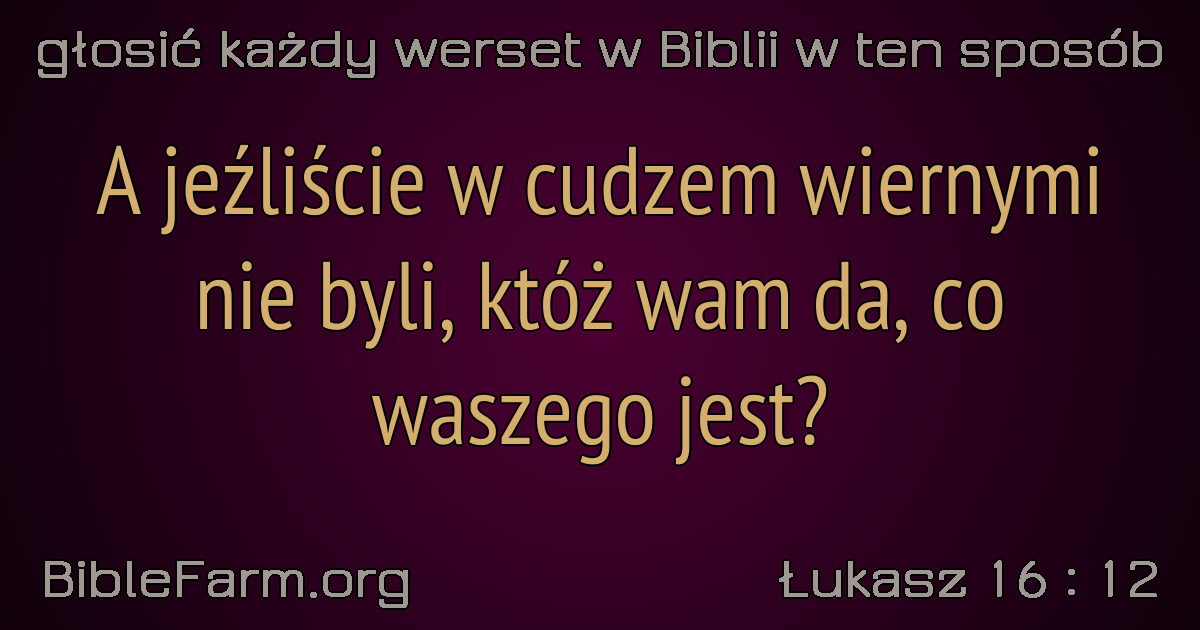 głosić każdy werset w Biblii w ten sposób
A jeźliście w cudzem wiernymi
nie byli, któż wam da, co
waszego jest?
BibleFarm.org
Łukasz 16 : 12